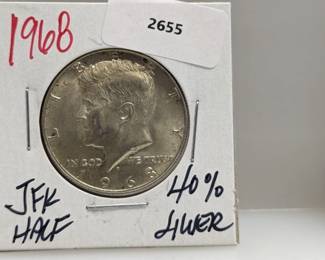 2655
1968
LIBERTY
IN GOD WE TRUST
1968
JFK
HALF
40%
SILVER